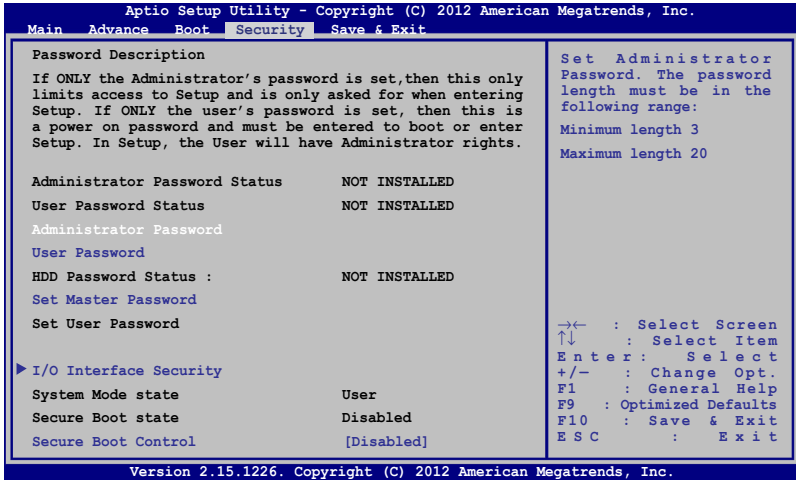 Aptio Setup Utility - Copyright (C) 2012 American Megatrends, Inc.
Main Advance Boot Security Save & Exit
Password Description
If ONLY the Administrator's password is set,then this only
limits access to Setup and is only asked for when entering
Setup. If ONLY the user's password is set, then this is
a power on password and must be entered to boot or enter
Setup. In Setup, the User will have Administrator rights.
Administrator Password Status NOT INSTALLED
User Password Status NOT INSTALLED
Administrator Password
User Password
HDD Password Status : NOT INSTALLED
Set Master Password
Set User Password
I/O Interface Security
System Mode state User
Secure Boot state Disabled
Secure Boot Control [Disabled]
Set Administrator
Password. The password
length must be in the
following range:
Minimum length 3
Maximum length 20
→← : Select Screen
↑↓ : Select Item
Enter: Select
+/− : Change Opt.
F1 : General Help
F9 : Optimized Defaults
F10 : Save & Exit
ESC : Exit
Version 2.15.1226. Copyright (C) 2012 American Megatrends, Inc.